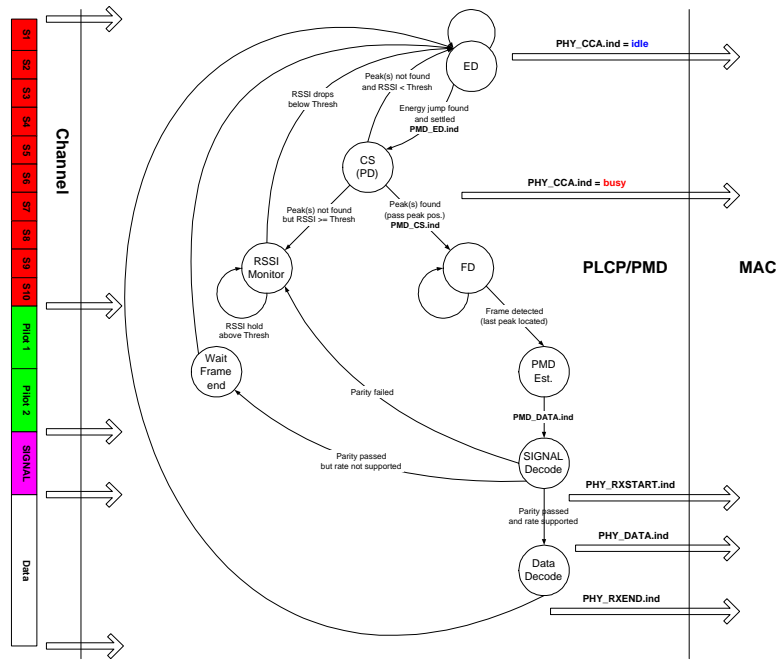 S1
S2
S3
S4
S5
S6
S7
S8
S9
S10
Pilot 1
Pilot 2
SIGNAL
Data
Channel
ED
PHY_CCA.ind = idle
Peak(s) not found
and RSSI < Thresh
RSSI drops
below Thresh
Energy jump found
and settled
PMD_ED.ind
CS
(PD)
PHY_CCA.ind = busy
Peak(s) not found
but RSSI >= Thresh
Peak(s) found
(pass peak pos.)
PMD_CS.ind
RSSI
Monitor
FD
PLCP/PMD
MAC
RSSI hold
above Thresh
Frame detected
(last peak located)
Wait
Frame
end
PMD
Est.
Parity failed
PMD_DATA.ind
Parity passed
but rate not supported
SIGNAL
Decode
PHY_RXSTART.ind
Parity passed
and rate supported
PHY_DATA.ind
Data
Decode
PHY_RXEND.ind